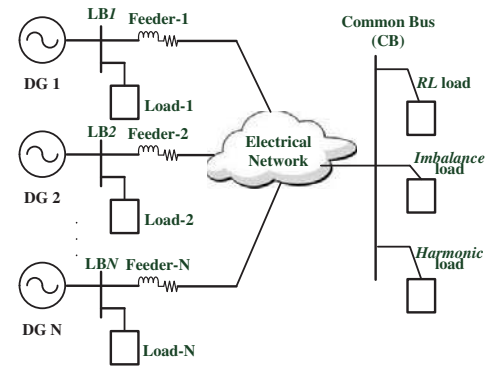 LB1 Feeder-1
DG 1
Load-1
LB2 Feeder-2
DG 2
Load-2
LBN Feeder-N
DG N
Load-N
Electrical
Network
Common Bus
(CB)
RL load
Imbalance
load
Harmonic
load